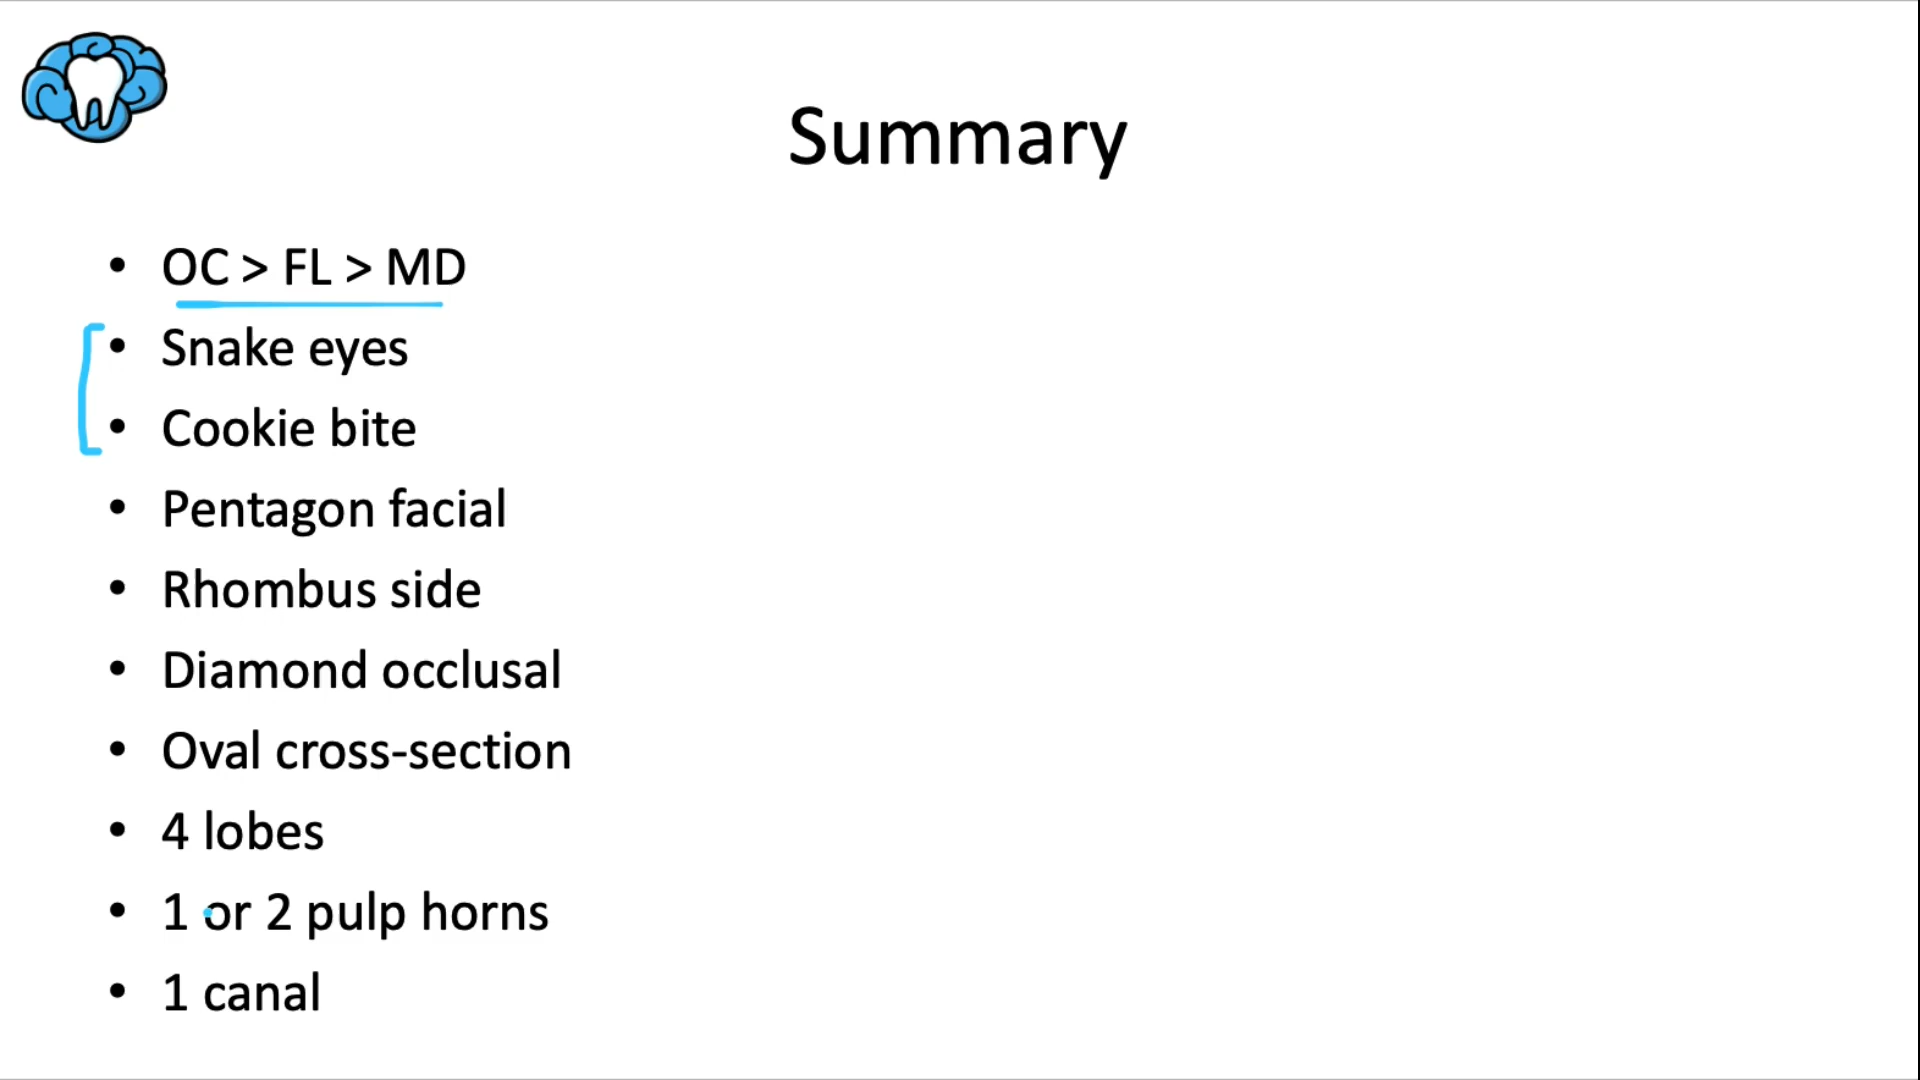 Summary
• OC > FL > MD
• Snake eyes
• Cookie bite
• Pentagon facial
• Rhombus side
• Diamond occlusal
• Oval cross-section
• 4 lobes
• 1 or 2 pulp horns
• 1 canal